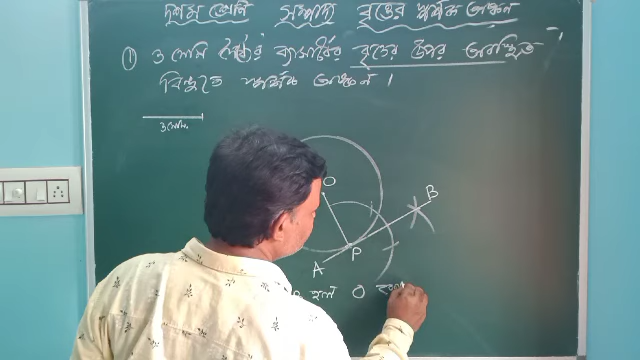 দশম শ্রেণি সম্পাদ্য বৃত্তের স্পর্শক অঙ্কন
① ৩ সেমি দৈর্ঘ্যের ব্যাসার্ধের বৃত্তের উপর অবস্থিত
বিন্দুতে স্পর্শক অঙ্কন ।
৩ সেমি.
O
B
P
A
হল O